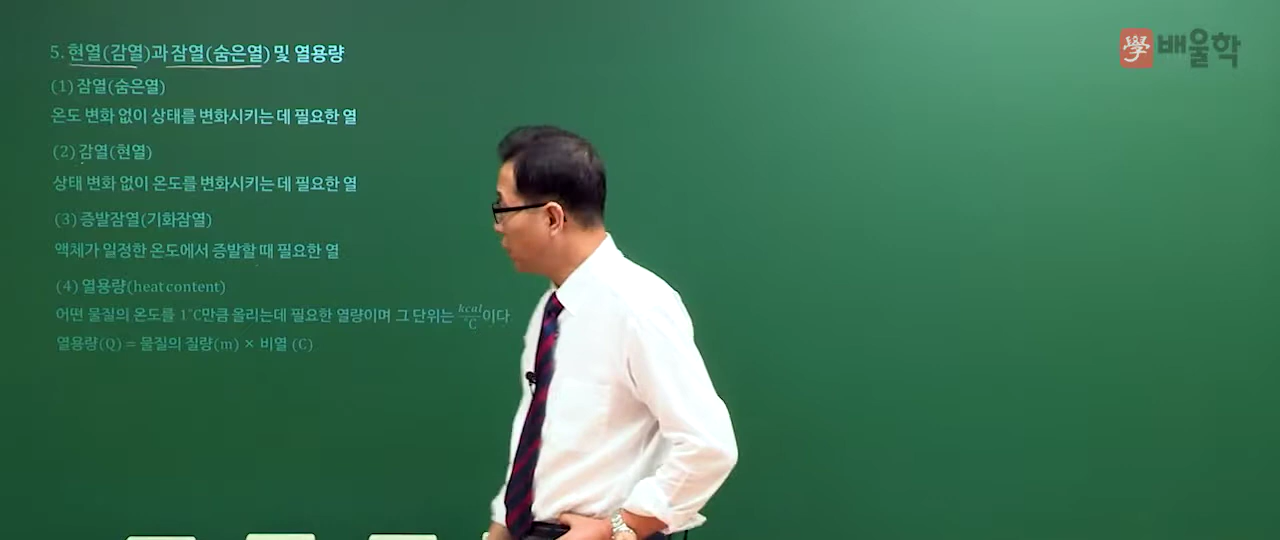 學 배울학
5. 현열(감열)과 잠열(숨은열) 및 열용량
(1) 잠열(숨은열)
온도 변화 없이 상태를 변화시키는 데 필요한 열
(2) 감열(현열)
상태 변화 없이 온도를 변화시키는 데 필요한 열
(3) 증발잠열(기화잠열)
액체가 일정한 온도에서 증발할 때 필요한 열
(4) 열용량(heat content)
어떤 물질의 온도를 1℃만큼 올리는데 필요한 열량이며 그 단위는 kcal/℃이다
열용량(Q) = 물질의 질량(m) × 비열 (C)